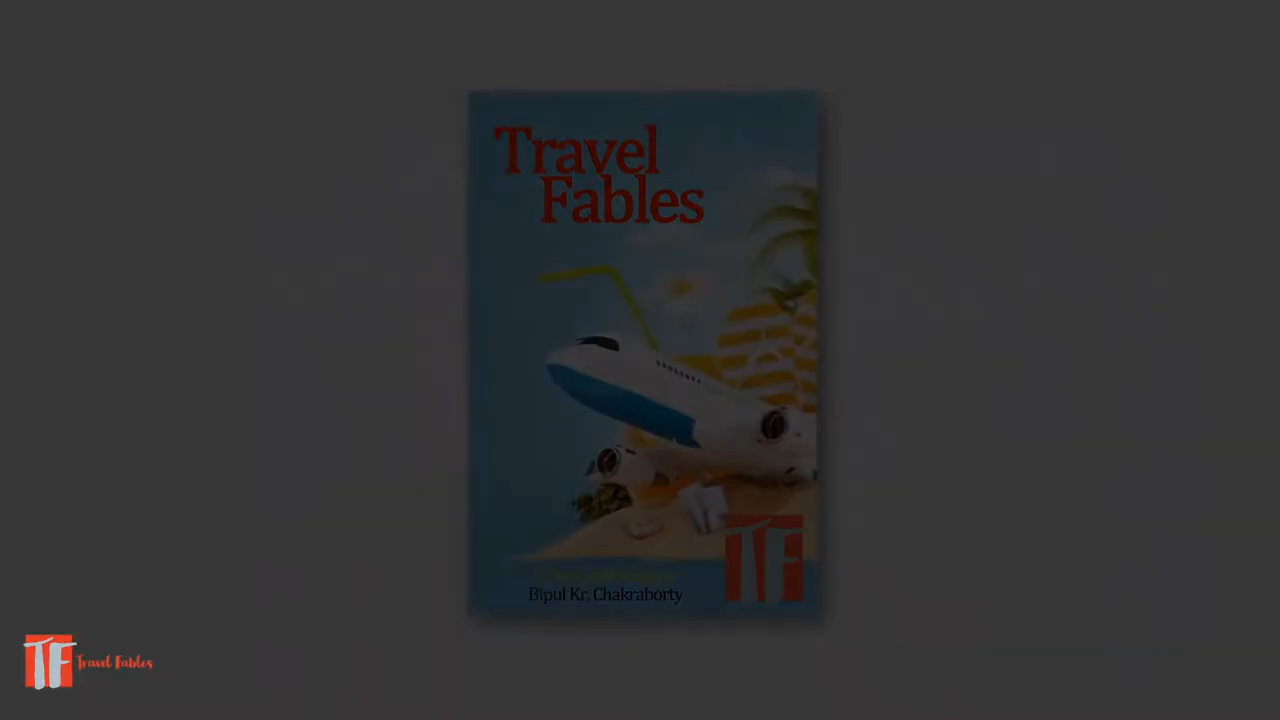 Travel
Fables
Bipul Kr. Chakraborty
TF
TF Travel Fables